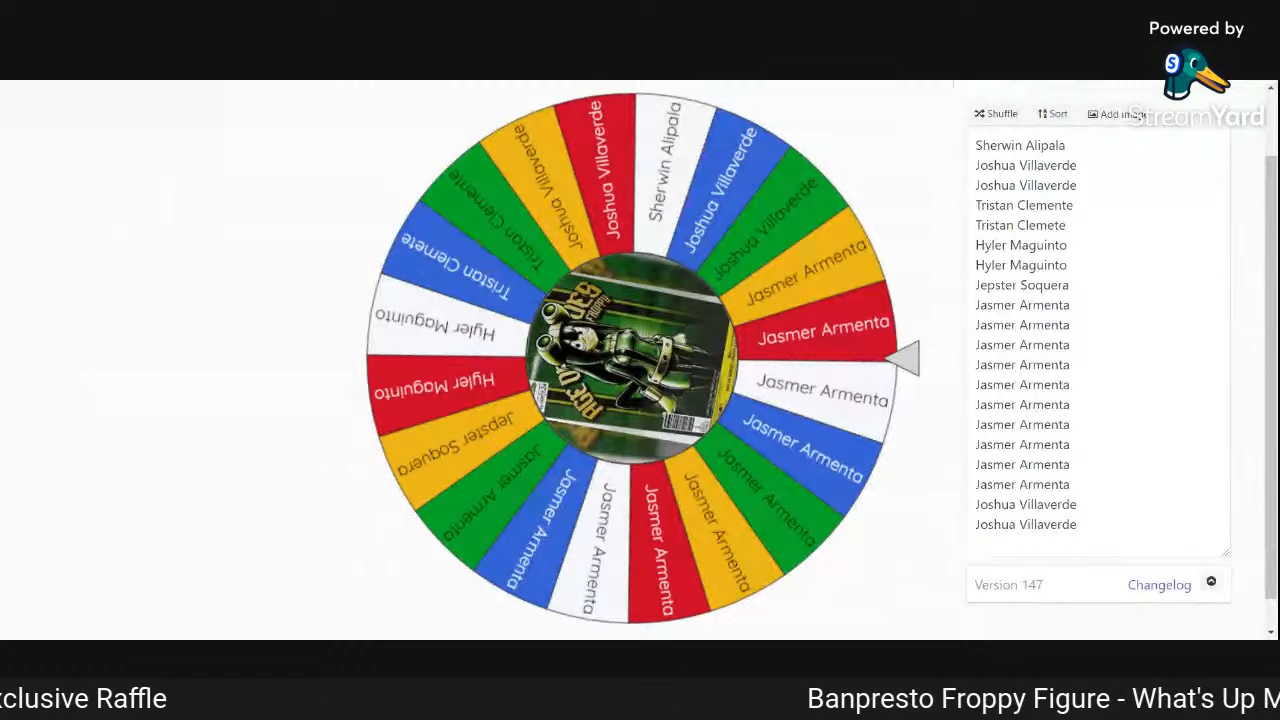 Powered by
S
StreamYard
Shuffle
Sort
Add image
Sherwin Alipala
Joshua Villaverde
Joshua Villaverde
Tristan Clemente
Tristan Clemete
Hyler Maguinto
Hyler Maguinto
Jepster Soquera
Jasmer Armenta
Jasmer Armenta
Jasmer Armenta
Jasmer Armenta
Jasmer Armenta
Jasmer Armenta
Jasmer Armenta
Jasmer Armenta
Jasmer Armenta
Jasmer Armenta
Joshua Villaverde
Joshua Villaverde
Version 147
Changelog
Sherwin Alipala
Joshua Villaverde
Joshua Villaverde
Jasmer Armenta
Jasmer Armenta
Jasmer Armenta
Jasmer Armenta
Jasmer Armenta
Jasmer Armenta
Jasmer Armenta
Jasmer Armenta
Jasmer Armenta
Jasmer Armenta
Jepster Soquera
Hyler Maguinto
Hyler Maguinto
Tristan Clemete
Tristan Clemente
Joshua Villaverde
Joshua Villaverde
FROPPY
xclusive Raffle
Banpresto Froppy Figure - What's Up M